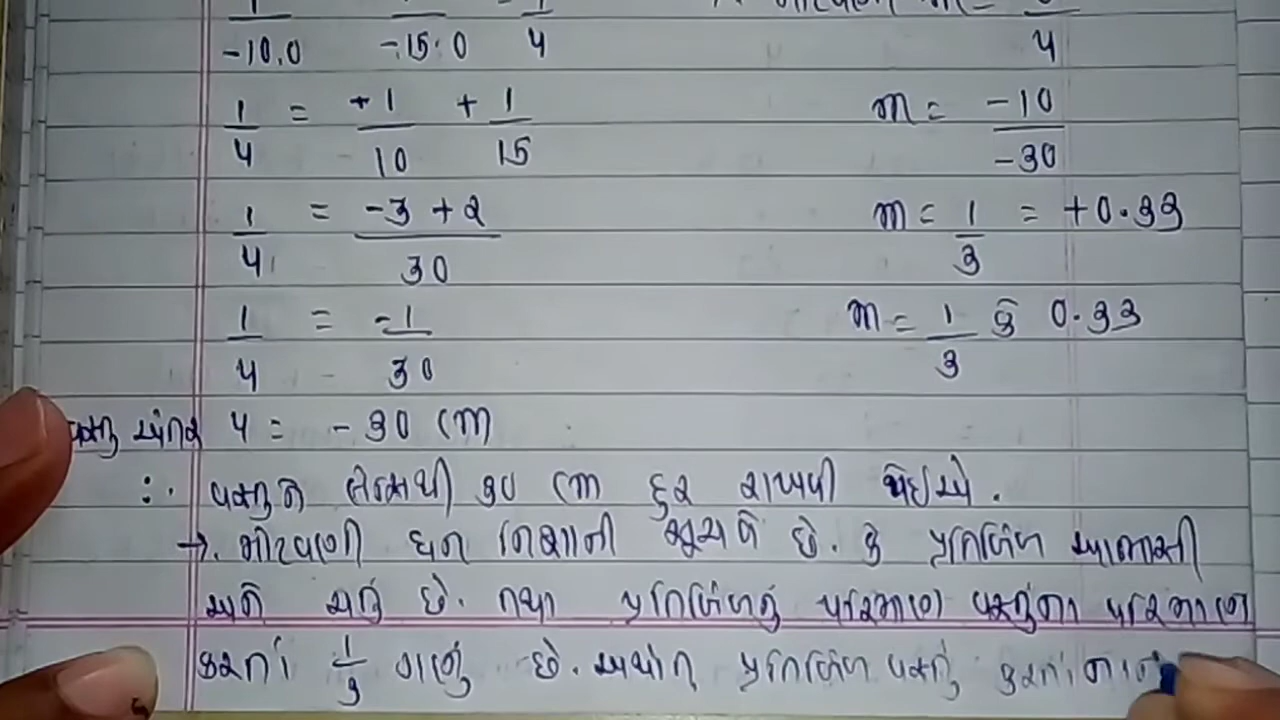 -10.0 -15.0 4
4
1/4 = +1/10 + 1/15
m = -10/-30
1/4 = -3 + 2/30
m = 1/3 = +0.33
1/4 = -1/30
m = 1/3 કે 0.33
વસ્તુ અંતર 4 = - 30 cm
∴ વસ્તુને લેન્સથી 30 cm દુર રાખવી જોઈએ.
→. મોટવણી ધન નિશાની સૂચવે છે. કે પ્રતિબિંબ આભાસી
અને ચતું છે. તથા પ્રતિબિંબનું પરિમાણ વસ્તુના પરિમાણ
કરતાં 1/3 ગણું છે. અર્થાત્ પ્રતિબિંબ વસ્તુ કરતાં